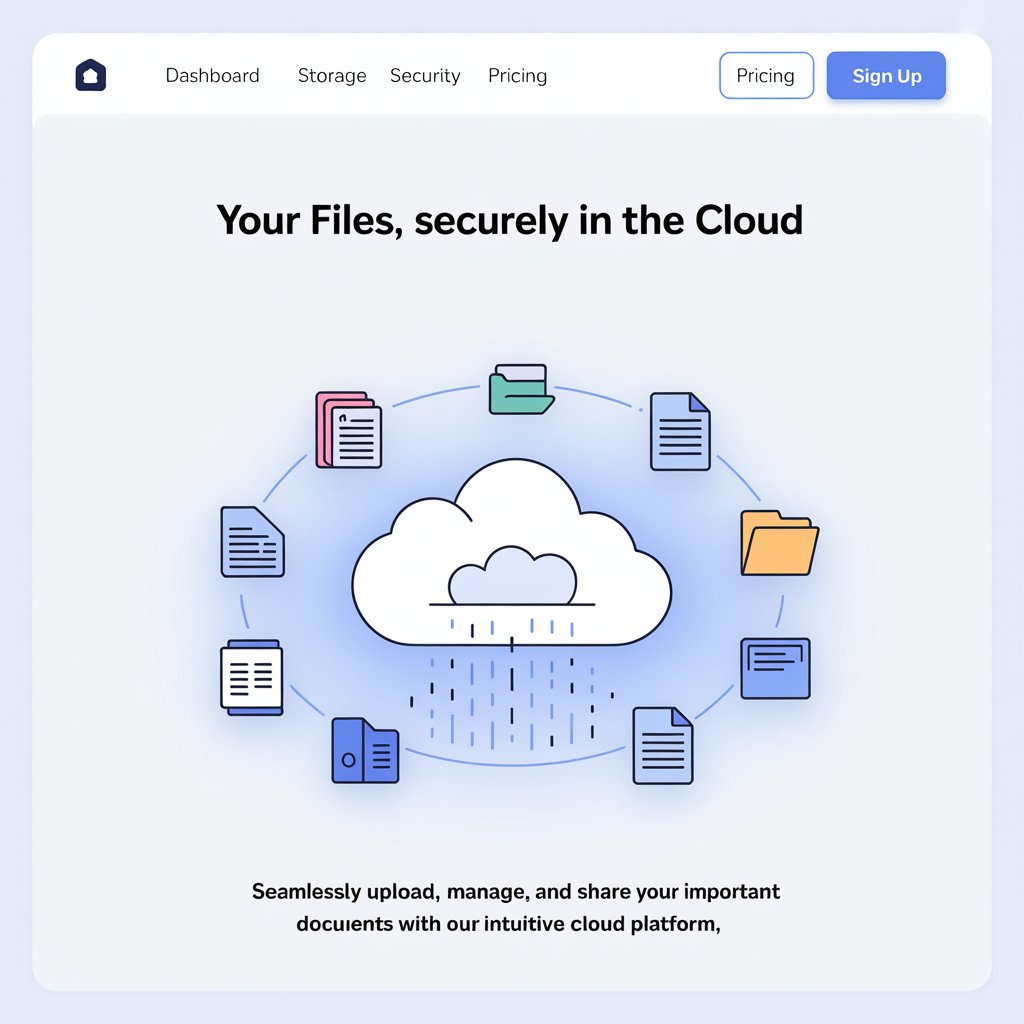 Dashboard Storage Security Pricing Pricing Sign Up
Your Files, securely in the Cloud
Seamlessly upload, manage, and share your important
docuıents with our intuitive cloud platform,